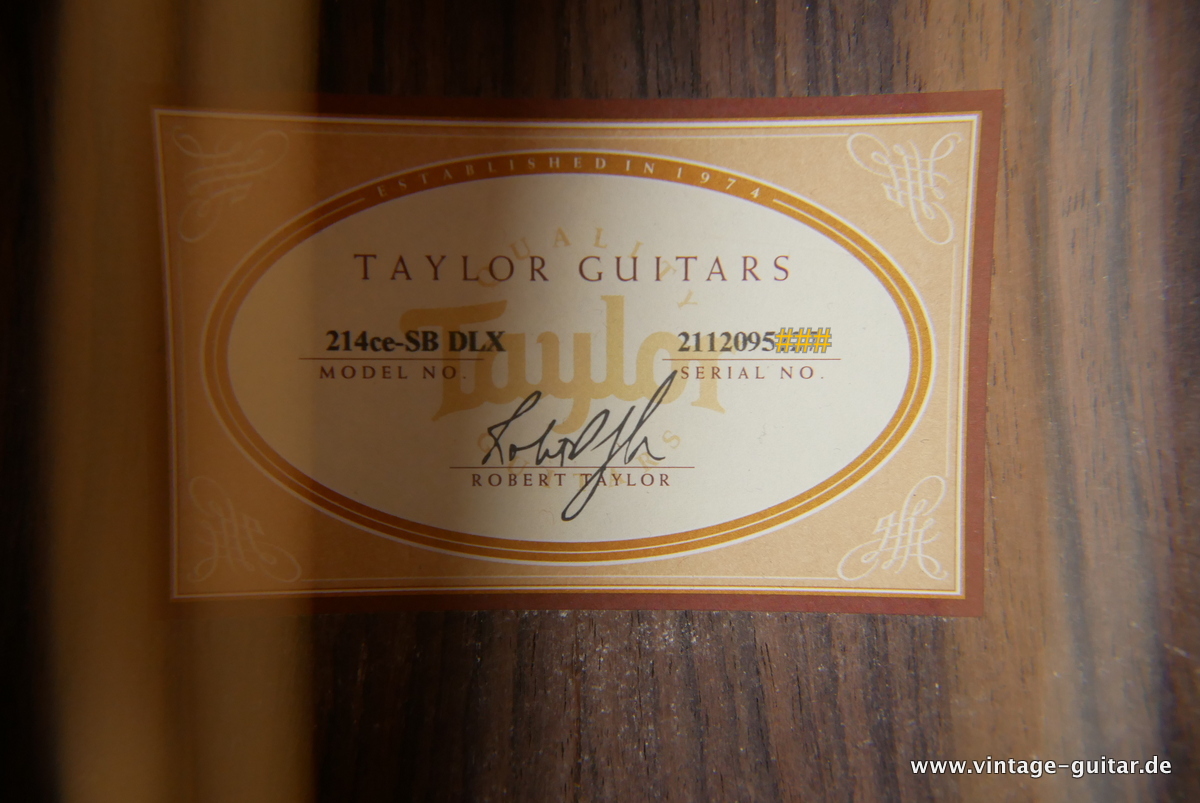 ESTABLISHED IN 1974
QUALITY
TAYLOR GUITARS
Taylor
214ce-SB DLX
2112095###
MODEL NO.
SERIAL NO.
ROBERT TAYLOR
www.vintage-guitar.de